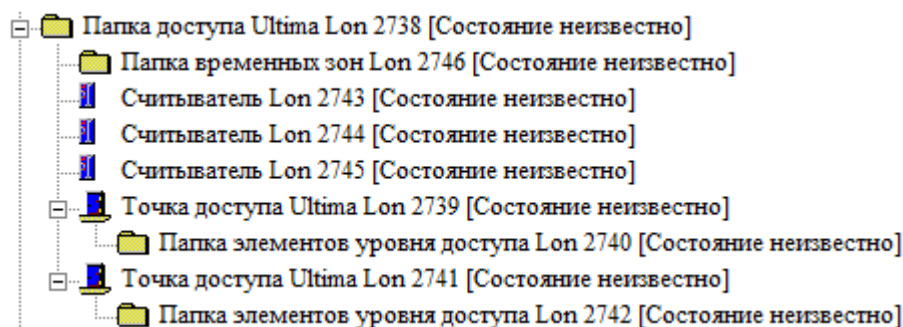 Папка доступа Ultima Lon 2738 [Состояние неизвестно]
Папка временных зон Lon 2746 [Состояние неизвестно]
Считыватель Lon 2743 [Состояние неизвестно]
Считыватель Lon 2744 [Состояние неизвестно]
Считыватель Lon 2745 [Состояние неизвестно]
Точка доступа Ultima Lon 2739 [Состояние неизвестно]
Папка элементов уровня доступа Lon 2740 [Состояние неизвестно]
Точка доступа Ultima Lon 2741 [Состояние неизвестно]
Папка элементов уровня доступа Lon 2742 [Состояние неизвестно]